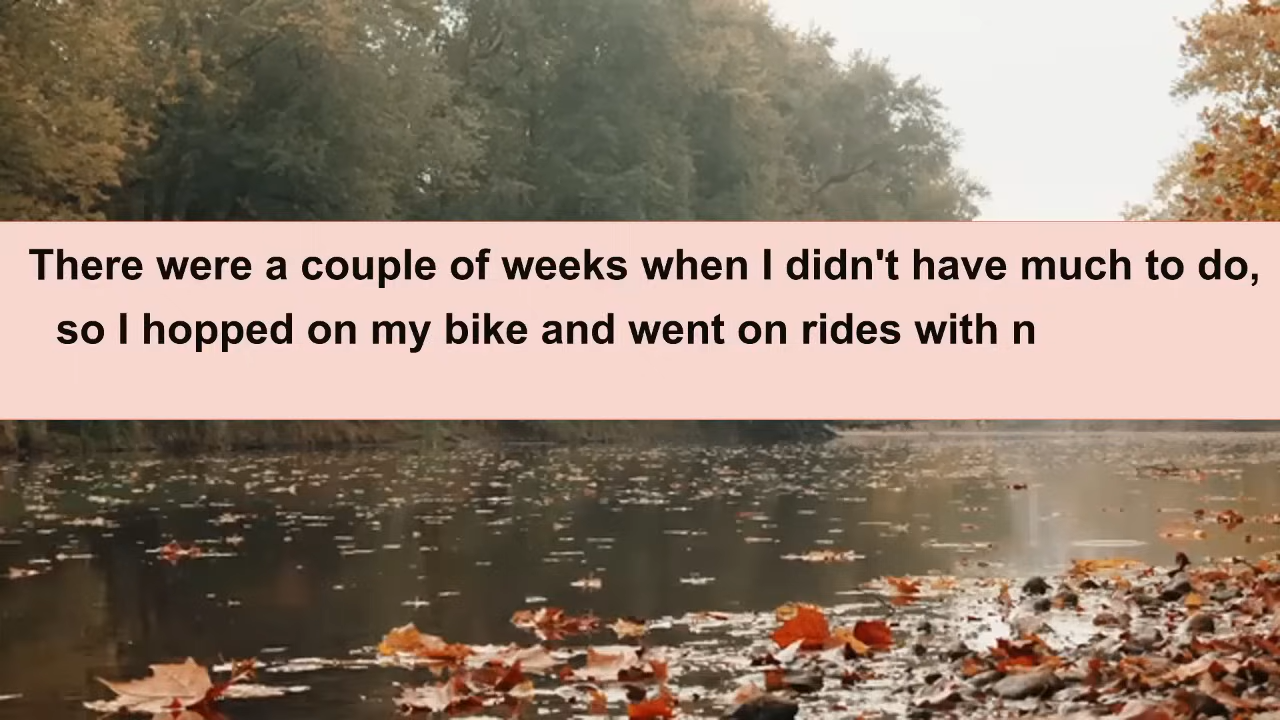 There were a couple of weeks when I didn't have much to do,
so I hopped on my bike and went on rides with n